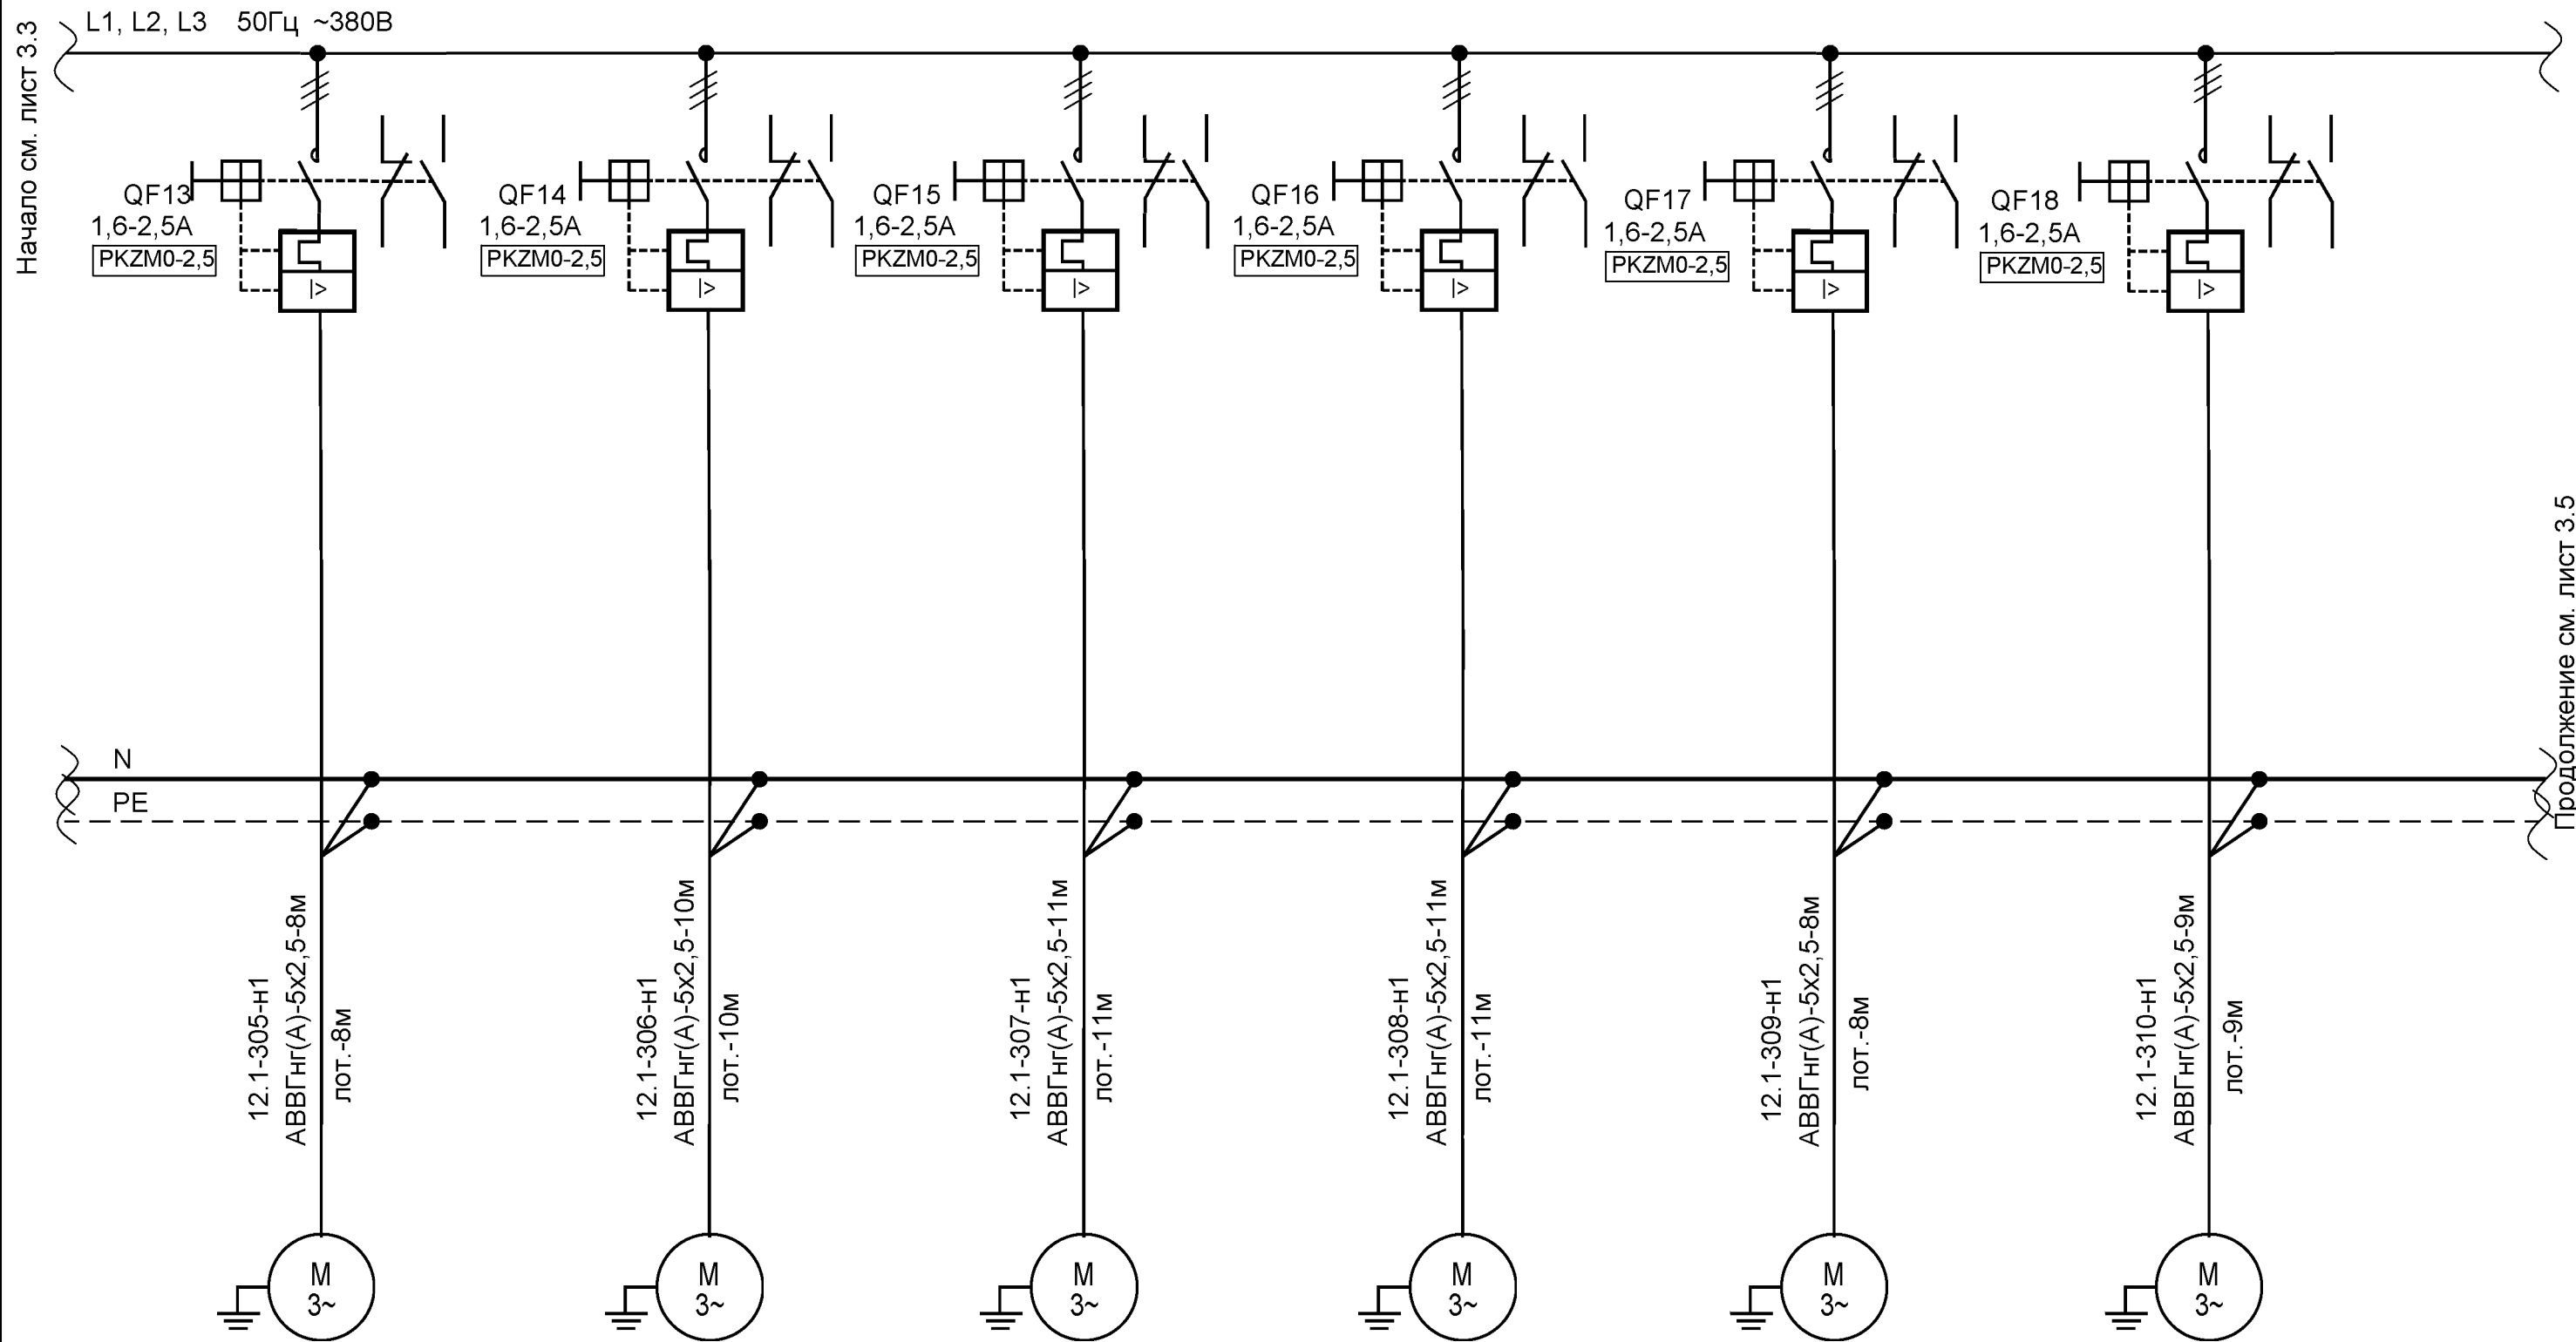 Начало см. лист 3.3
L1, L2, L3 50Гц ~380В
QF13
1,6-2,5А
PKZM0-2,5
I>
QF14
1,6-2,5А
PKZM0-2,5
I>
QF15
1,6-2,5А
PKZM0-2,5
I>
QF16
1,6-2,5А
PKZM0-2,5
I>
QF17
1,6-2,5А
PKZM0-2,5
I>
QF18
1,6-2,5А
PKZM0-2,5
I>
Продолжение см. лист 3.5
N
PE
12.1-305-н1
АВВГнг(А)-5х2,5-8м
лот.-8м
12.1-306-н1
АВВГнг(А)-5х2,5-10м
лот.-10м
12.1-307-н1
АВВГнг(А)-5х2,5-11м
лот.-11м
12.1-308-н1
АВВГнг(А)-5х2,5-11м
лот.-11м
12.1-309-н1
АВВГнг(А)-5х2,5-8м
лот.-8м
12.1-310-н1
АВВГнг(А)-5х2,5-9м
лот.-9м
М
3~
М
3~
М
3~
М
3~
М
3~
М
3~